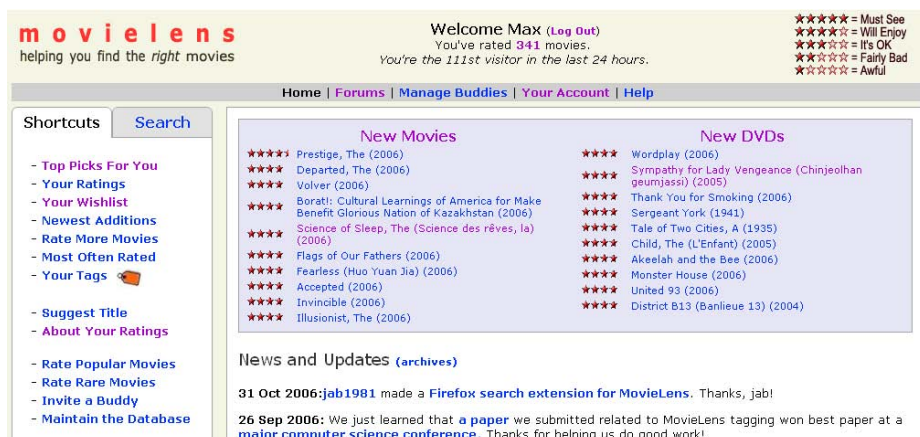 movielens
helping you find the right movies
Welcome Max (Log Out)
You've rated 341 movies.
You're the 111st visitor in the last 24 hours.
★★★★★ = Must See
★★★★☆ = Will Enjoy
★★★☆☆ = It's OK
★★☆☆☆ = Fairly Bad
★☆☆☆☆ = Awful
Home | Forums | Manage Buddies | Your Account | Help
Shortcuts
Search
- Top Picks For You
- Your Ratings
- Your Wishlist
- Newest Additions
- Rate More Movies
- Most Often Rated
- Your Tags
- Suggest Title
- About Your Ratings
- Rate Popular Movies
- Rate Rare Movies
- Invite a Buddy
- Maintain the Database
New Movies
Prestige, The (2006)
Departed, The (2006)
Volver (2006)
Borat!: Cultural Learnings of America for Make
Benefit Glorious Nation of Kazakhstan (2006)
Science of Sleep, The (Science des rêves, la)
(2006)
Flags of Our Fathers (2006)
Fearless (Huo Yuan Jia) (2006)
Accepted (2006)
Invincible (2006)
Illusionist, The (2006)
New DVDs
Wordplay (2006)
Sympathy for Lady Vengeance (Chinjeolhan
geumjassi) (2005)
Thank You for Smoking (2006)
Sergeant York (1941)
Tale of Two Cities, A (1935)
Child, The (L'Enfant) (2005)
Akeelah and the Bee (2006)
Monster House (2006)
United 93 (2006)
District B13 (Banlieue 13) (2004)
News and Updates (archives)
31 Oct 2006:jab1981 made a Firefox search extension for MovieLens. Thanks, jab!
26 Sep 2006: We just learned that a paper we submitted related to MovieLens tagging won best paper at a
major computer science conference. Thanks for helping us do good work!